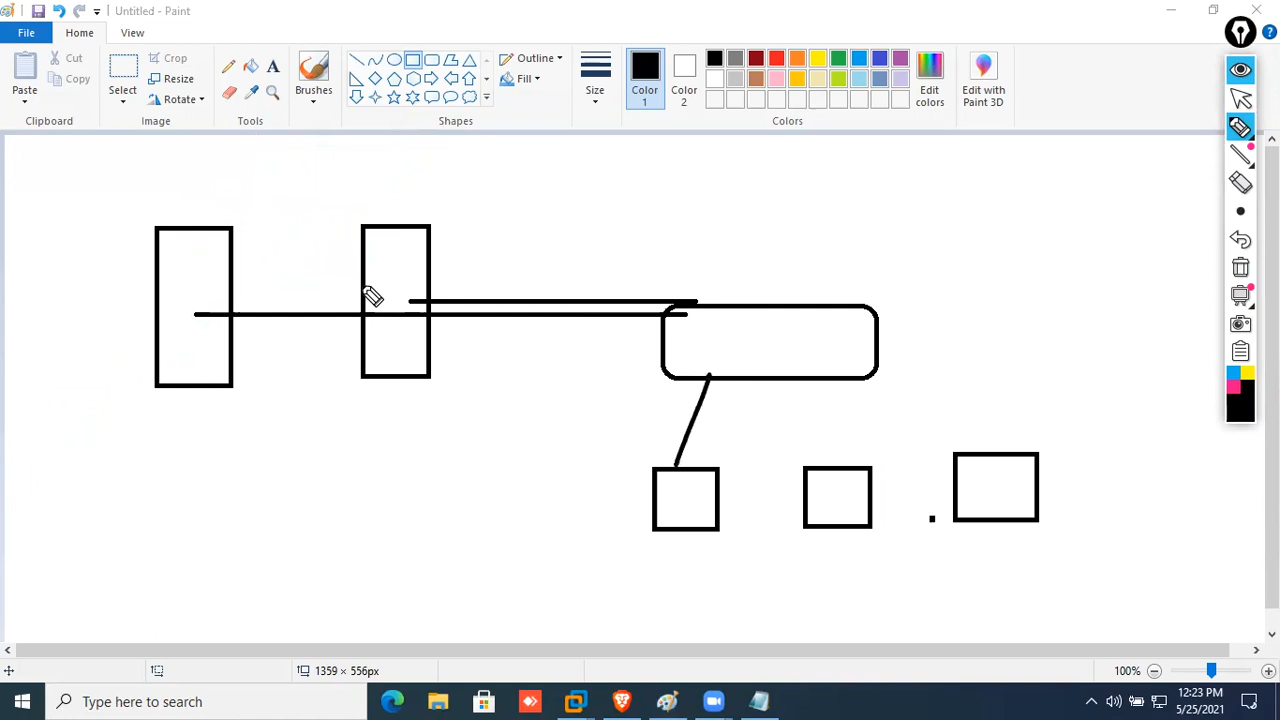 Untitled - Paint
File
Home
View
Paste
Cut
Copy
Clipboard
Select
Crop
Resize
Rotate
Image
A
Tools
Brushes
Outline
Fill
Shapes
Size
Color 1
Color 2
Edit colors
Edit with Paint 3D
Colors
1359 × 556px
100%
Type here to search
12:23 PM
5/25/2021